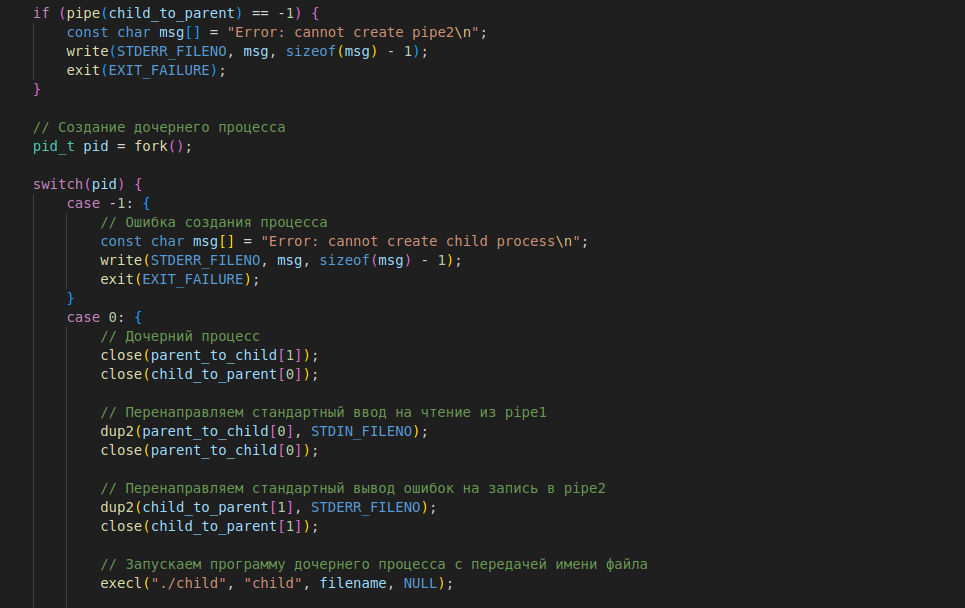 if (pipe(child_to_parent) == -1) {
const char msg[] = "Error: cannot create pipe2\n";
write(STDERR_FILENO, msg, sizeof(msg) - 1);
exit(EXIT_FAILURE);
}
// Создание дочернего процесса
pid_t pid = fork();
switch(pid) {
case -1: {
// Ошибка создания процесса
const char msg[] = "Error: cannot create child process\n";
write(STDERR_FILENO, msg, sizeof(msg) - 1);
exit(EXIT_FAILURE);
}
case 0: {
// Дочерний процесс
close(parent_to_child[1]);
close(child_to_parent[0]);
// Перенаправляем стандартный ввод на чтение из pipe1
dup2(parent_to_child[0], STDIN_FILENO);
close(parent_to_child[0]);
// Перенаправляем стандартный вывод ошибок на запись в pipe2
dup2(child_to_parent[1], STDERR_FILENO);
close(child_to_parent[1]);
// Запускаем программу дочернего процесса с передачей имени файла
execl("./child", "child", filename, NULL);